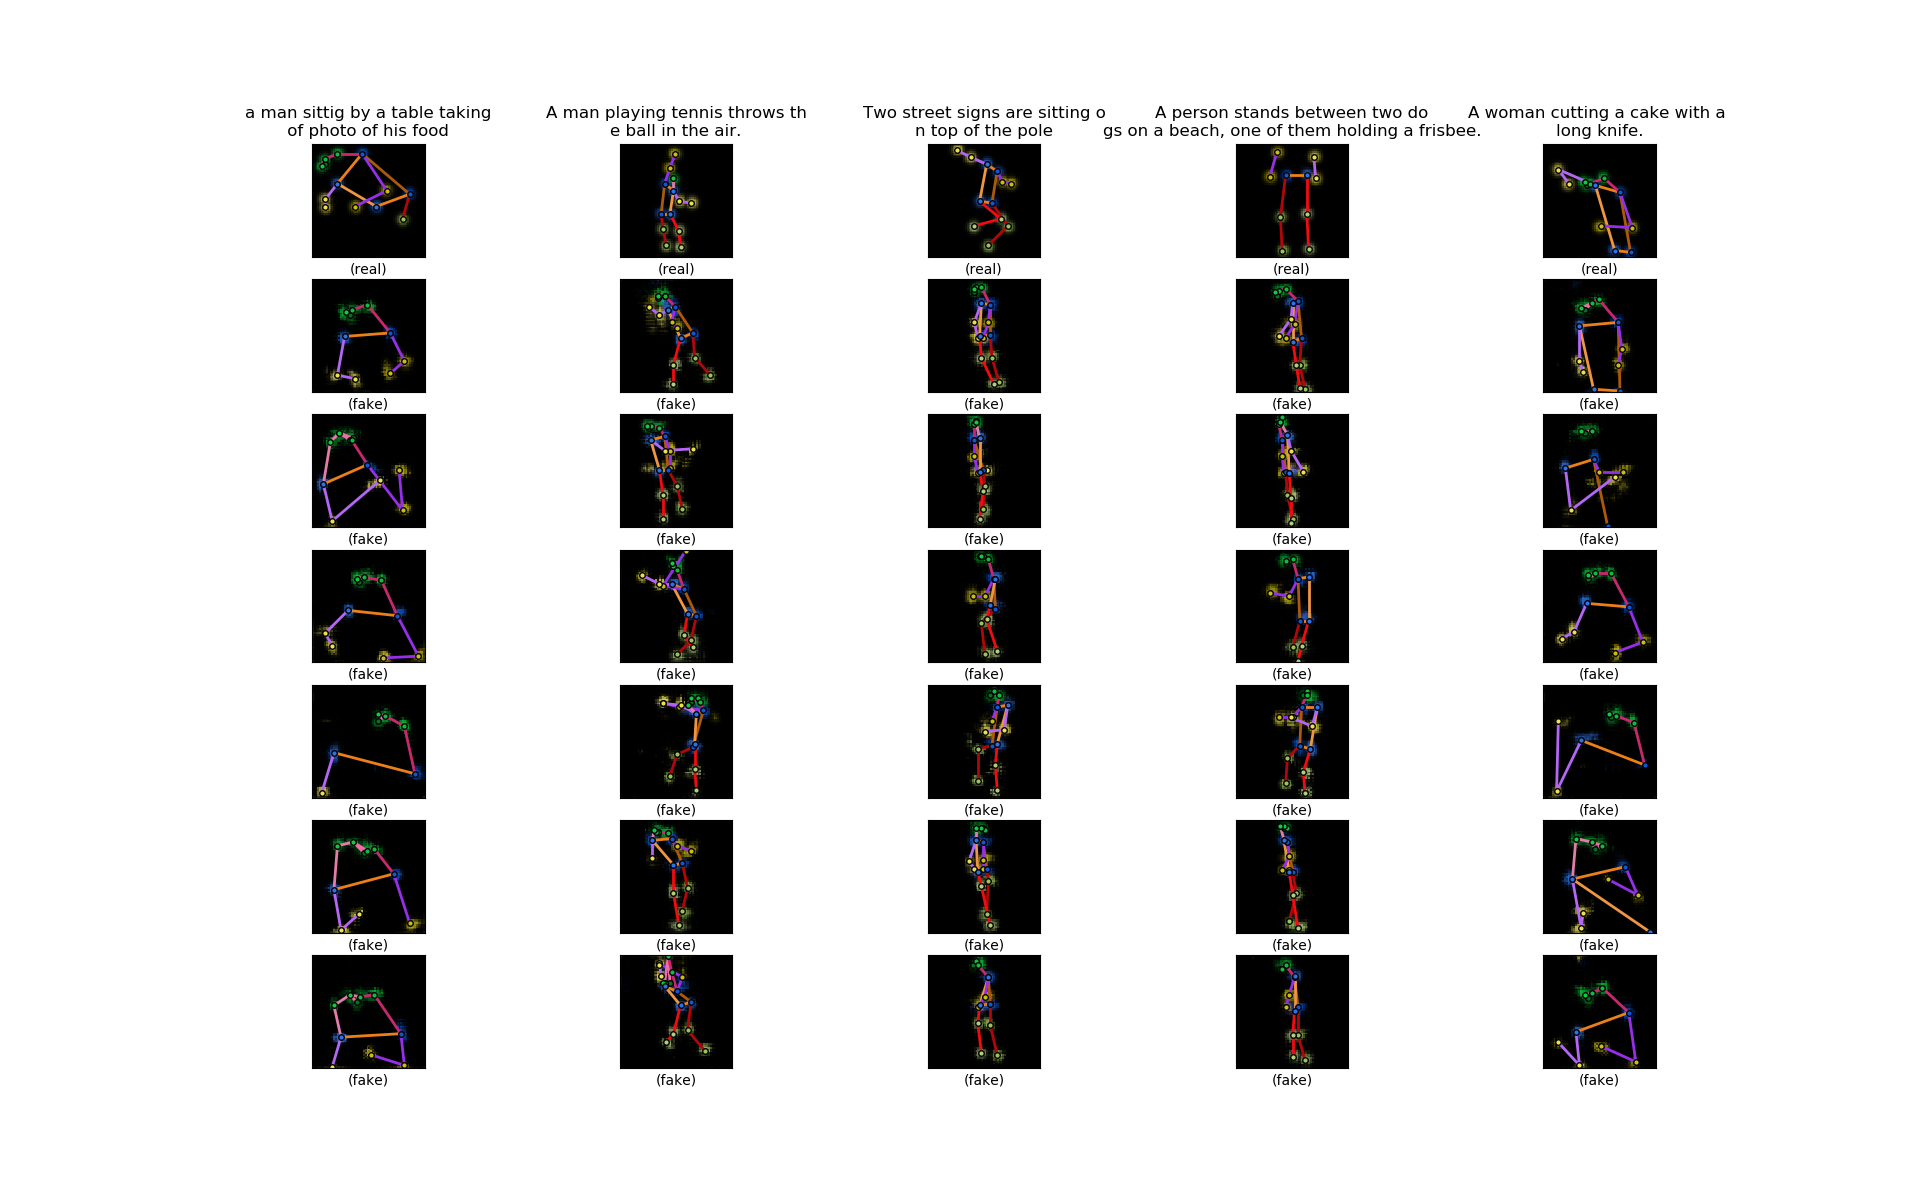 a man sittig by a table taking
of photo of his food
A man playing tennis throws th
e ball in the air.
Two street signs are sitting o
n top of the pole
A person stands between two do
gs on a beach, one of them holding a frisbee.
A woman cutting a cake with a
long knife.
(real) (real) (real) (real) (real)
(fake) (fake) (fake) (fake) (fake)
(fake) (fake) (fake) (fake) (fake)
(fake) (fake) (fake) (fake) (fake)
(fake) (fake) (fake) (fake) (fake)
(fake) (fake) (fake) (fake) (fake)
(fake) (fake) (fake) (fake) (fake)